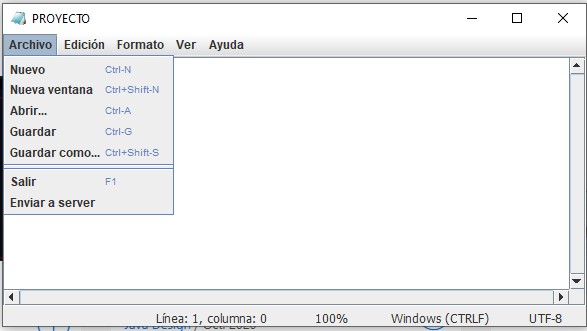 PROYECTO
Archivo Edición Formato Ver Ayuda
Nuevo Ctrl-N
Nueva ventana Ctrl+Shift-N
Abrir... Ctrl-A
Guardar Ctrl-G
Guardar como... Ctrl+Shift-S
Salir F1
Enviar a server
Línea: 1, columna: 0 100% Windows (CTRLF) UTF-8